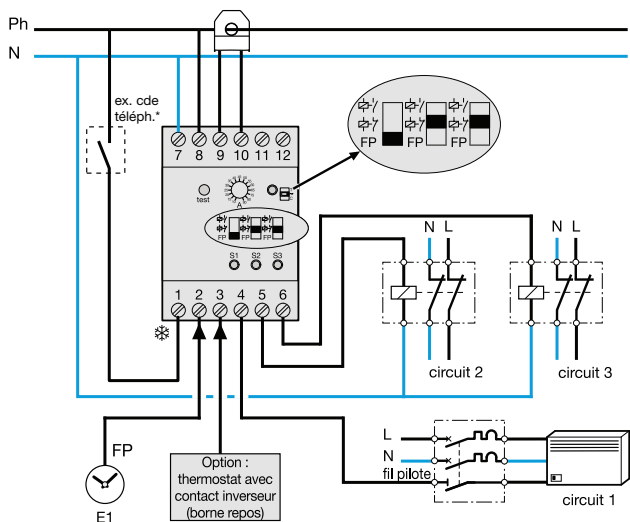 Ph
N
ex. cde
téléph.*
7 8 9 10 11 12
test
A
FP FP FP
FP FP FP
S1 S2 S3
1 2 3 4 5 6
N L
N L
circuit 2
circuit 3
FP
E1
Option :
thermostat avec
contact inverseur
(borne repos)
L
N
fil pilote
circuit 1